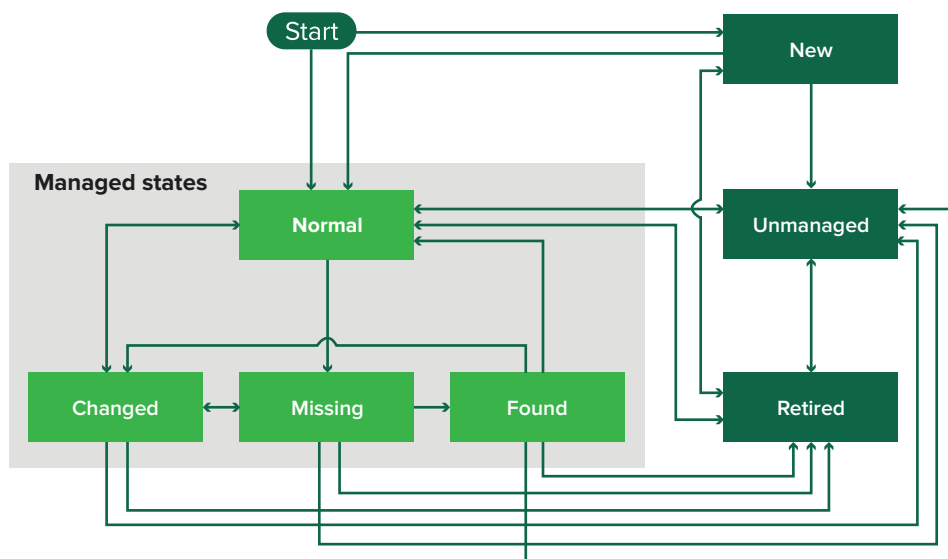 Start
New
Managed states
Normal
Unmanaged
Changed
Missing
Found
Retired